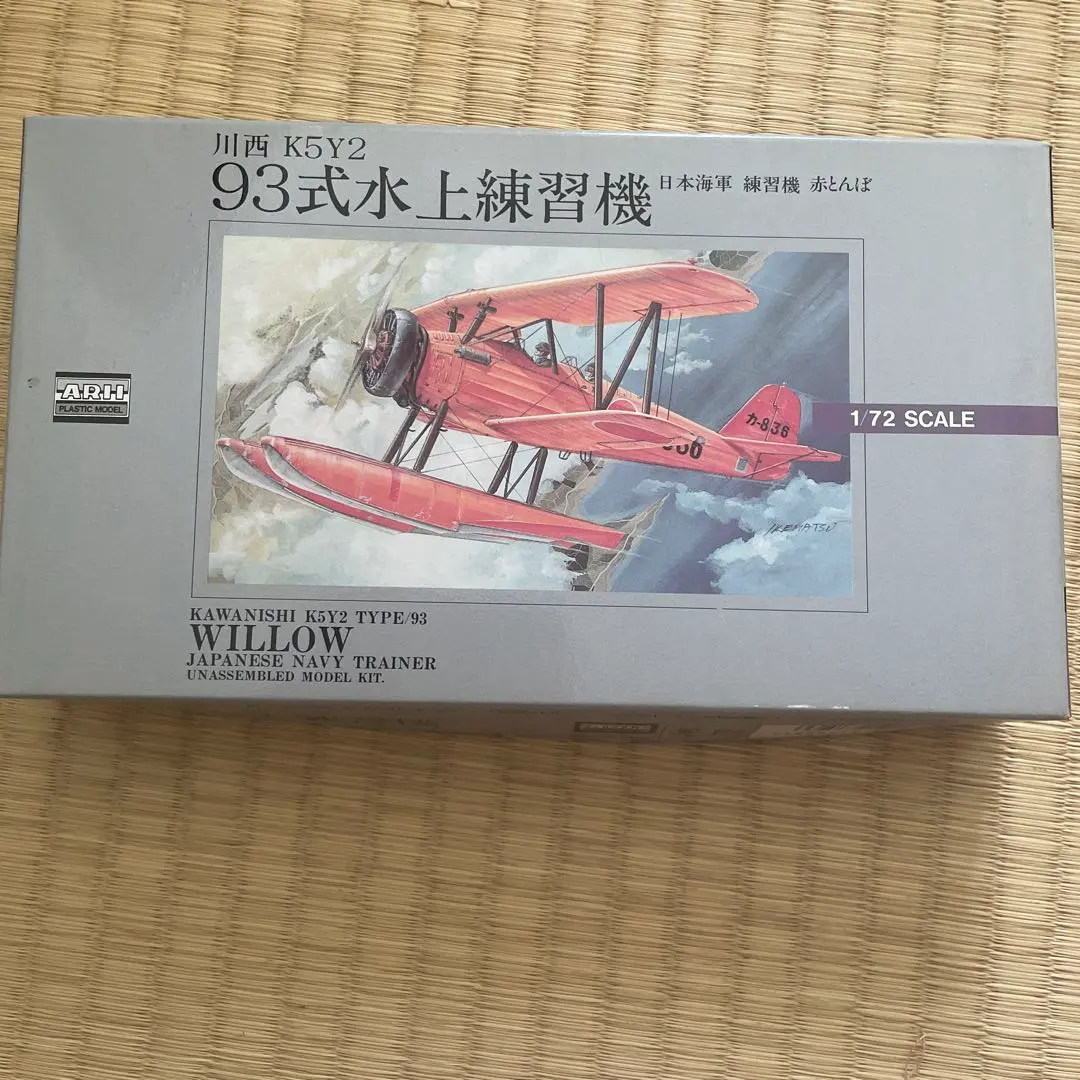 川西 K5Y2
93式水上練習機
日本海軍 練習機 赤とんぼ
ARH
PLASTIC MODEL
1/72 SCALE
カ-836
IKEMATSU
KAWANISHI K5Y2 TYPE/93
WILLOW
JAPANESE NAVY TRAINER
UNASSEMBLED MODEL KIT.